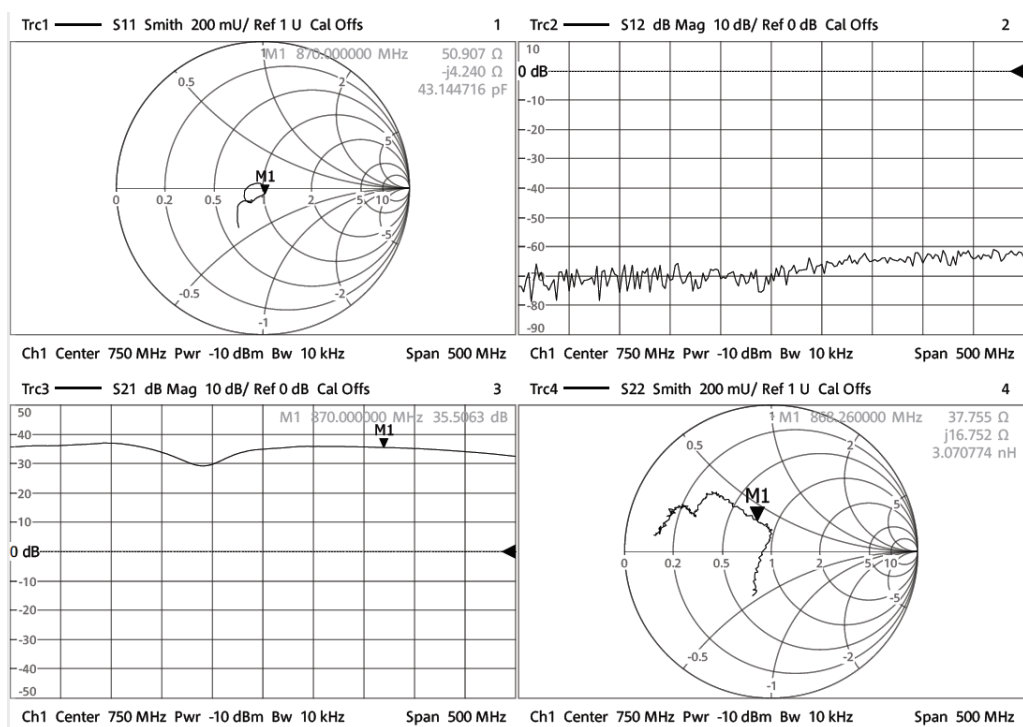 Trc1 S11 Smith 200 mU/ Ref 1 U Cal Offs 1
1
M1 870.000000 MHz 50.907 Ω
-j4.240 Ω
43.144716 pF
0.5
2
5
M1
0 0.2 0.5 1 2 5 10
-5
-0.5
-2
-1
Ch1 Center 750 MHz Pwr -10 dBm Bw 10 kHz Span 500 MHz
Trc2 S12 dB Mag 10 dB/ Ref 0 dB Cal Offs 2
10
0 dB
-10
-20
-30
-40
-50
-60
-70
-80
-90
Ch1 Center 750 MHz Pwr -10 dBm Bw 10 kHz Span 500 MHz
Trc3 S21 dB Mag 10 dB/ Ref 0 dB Cal Offs 3
50
M1 870.000000 MHz 35.5063 dB
M1
40
30
20
10
0 dB
-10
-20
-30
-40
-50
Ch1 Center 750 MHz Pwr -10 dBm Bw 10 kHz Span 500 MHz
Trc4 S22 Smith 200 mU/ Ref 1 U Cal Offs 4
1
M1 868.260000 MHz 37.755 Ω
j16.752 Ω
3.070774 nH
0.5
2
5
M1
0 0.2 0.5 1 2 5 10
-5
-0.5
-2
-1
Ch1 Center 750 MHz Pwr -10 dBm Bw 10 kHz Span 500 MHz